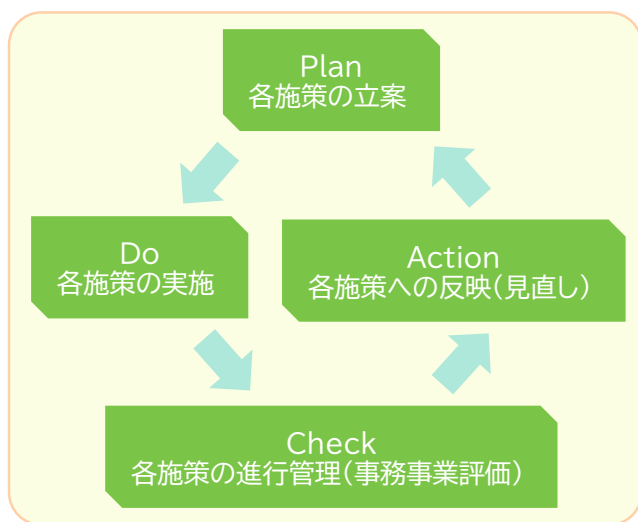 Plan
各施策の立案
Do
各施策の実施
Action
各施策への反映(見直し)
Check
各施策の進行管理(事務事業評価)